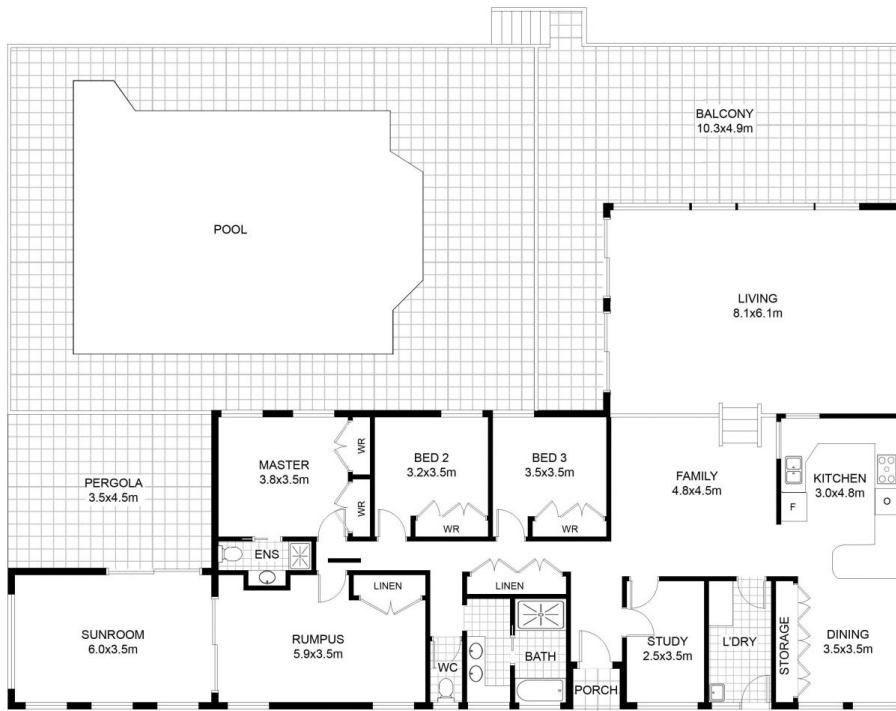 BALCONY
10.3x4.9m
POOL
LIVING
8.1x6.1m
PERGOLA
3.5x4.5m
MASTER
3.8x3.5m
WR
WR
BED 2
3.2x3.5m
WR
BED 3
3.5x3.5m
WR
FAMILY
4.8x4.5m
KITCHEN
3.0x4.8m
F
O
ENS
LINEN
LINEN
SUNROOM
6.0x3.5m
RUMPUS
5.9x3.5m
WC
BATH
PORCH
STUDY
2.5x3.5m
L'DRY
STORAGE
DINING
3.5x3.5m